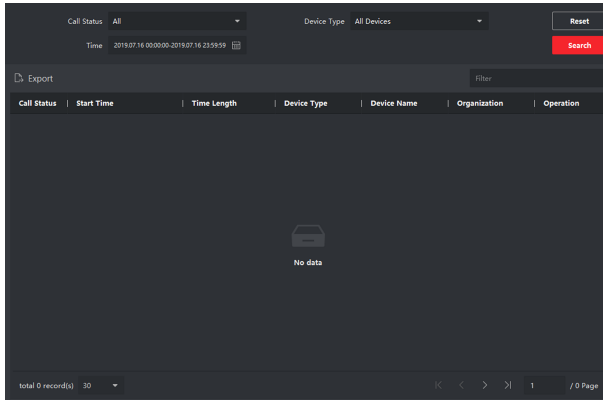 Call Status All Device Type All Devices Reset
Time 2019.07.16 00:00:00-2019.07.16 23:59:59 Search
Export Filter
Call Status | Start Time | Time Length | Device Type | Device Name | Organization | Operation
No data
total 0 record(s) 30 1 / 0 Page